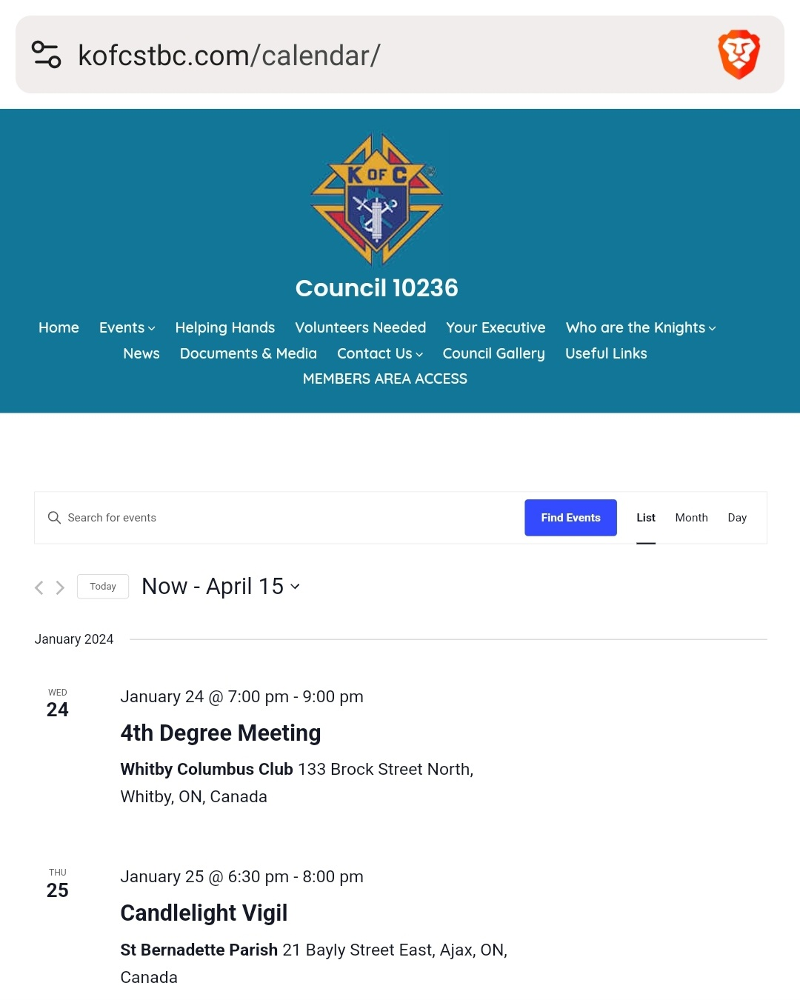 kofcstbc.com/calendar/
K OF C
Council 10236
Home Events Helping Hands Volunteers Needed Your Executive Who are the Knights
News Documents & Media Contact Us Council Gallery Useful Links
MEMBERS AREA ACCESS
Search for events Find Events List Month Day
Today Now - April 15
January 2024
WED
24
January 24 @ 7:00 pm - 9:00 pm
4th Degree Meeting
Whitby Columbus Club 133 Brock Street North,
Whitby, ON, Canada
THU
25
January 25 @ 6:30 pm - 8:00 pm
Candlelight Vigil
St Bernadette Parish 21 Bayly Street East, Ajax, ON,
Canada